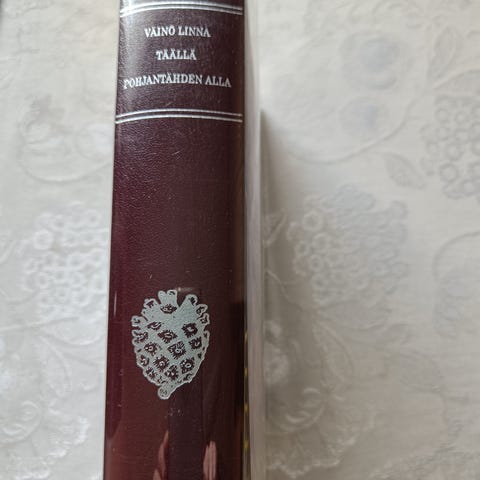 VÄINÖ LINNA
TÄÄLLÄ
POHJANTÄHDEN ALLA